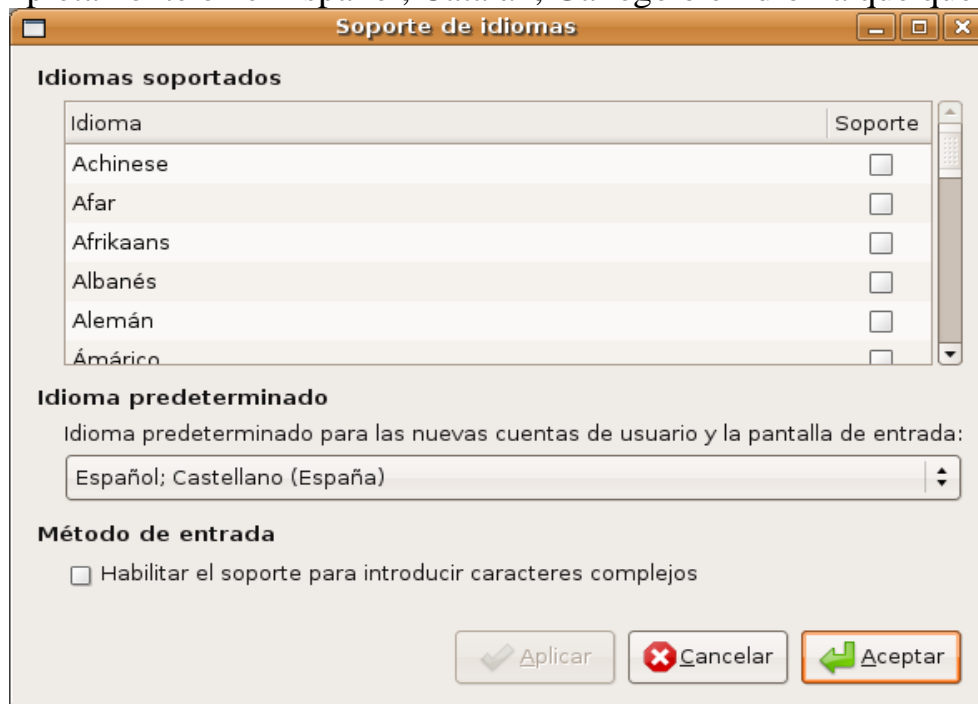 Soporte de idiomas
Idiomas soportados
Idioma Soporte
Achinese
Afar
Afrikaans
Albanés
Alemán
Ámárico
Idioma predeterminado
Idioma predeterminado para las nuevas cuentas de usuario y la pantalla de entrada:
Español; Castellano (España)
Método de entrada
Habilitar el soporte para introducir caracteres complejos
Aplicar Cancelar Aceptar